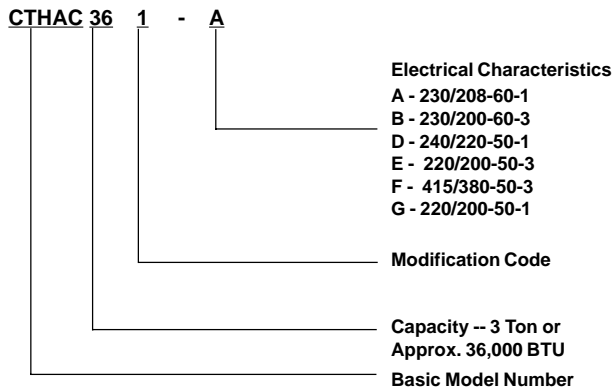 CTHAC 36 1 - A
Electrical Characteristics
A - 230/208-60-1
B - 230/200-60-3
D - 240/220-50-1
E - 220/200-50-3
F - 415/380-50-3
G - 220/200-50-1
Modification Code
Capacity -- 3 Ton or
Approx. 36,000 BTU
Basic Model Number